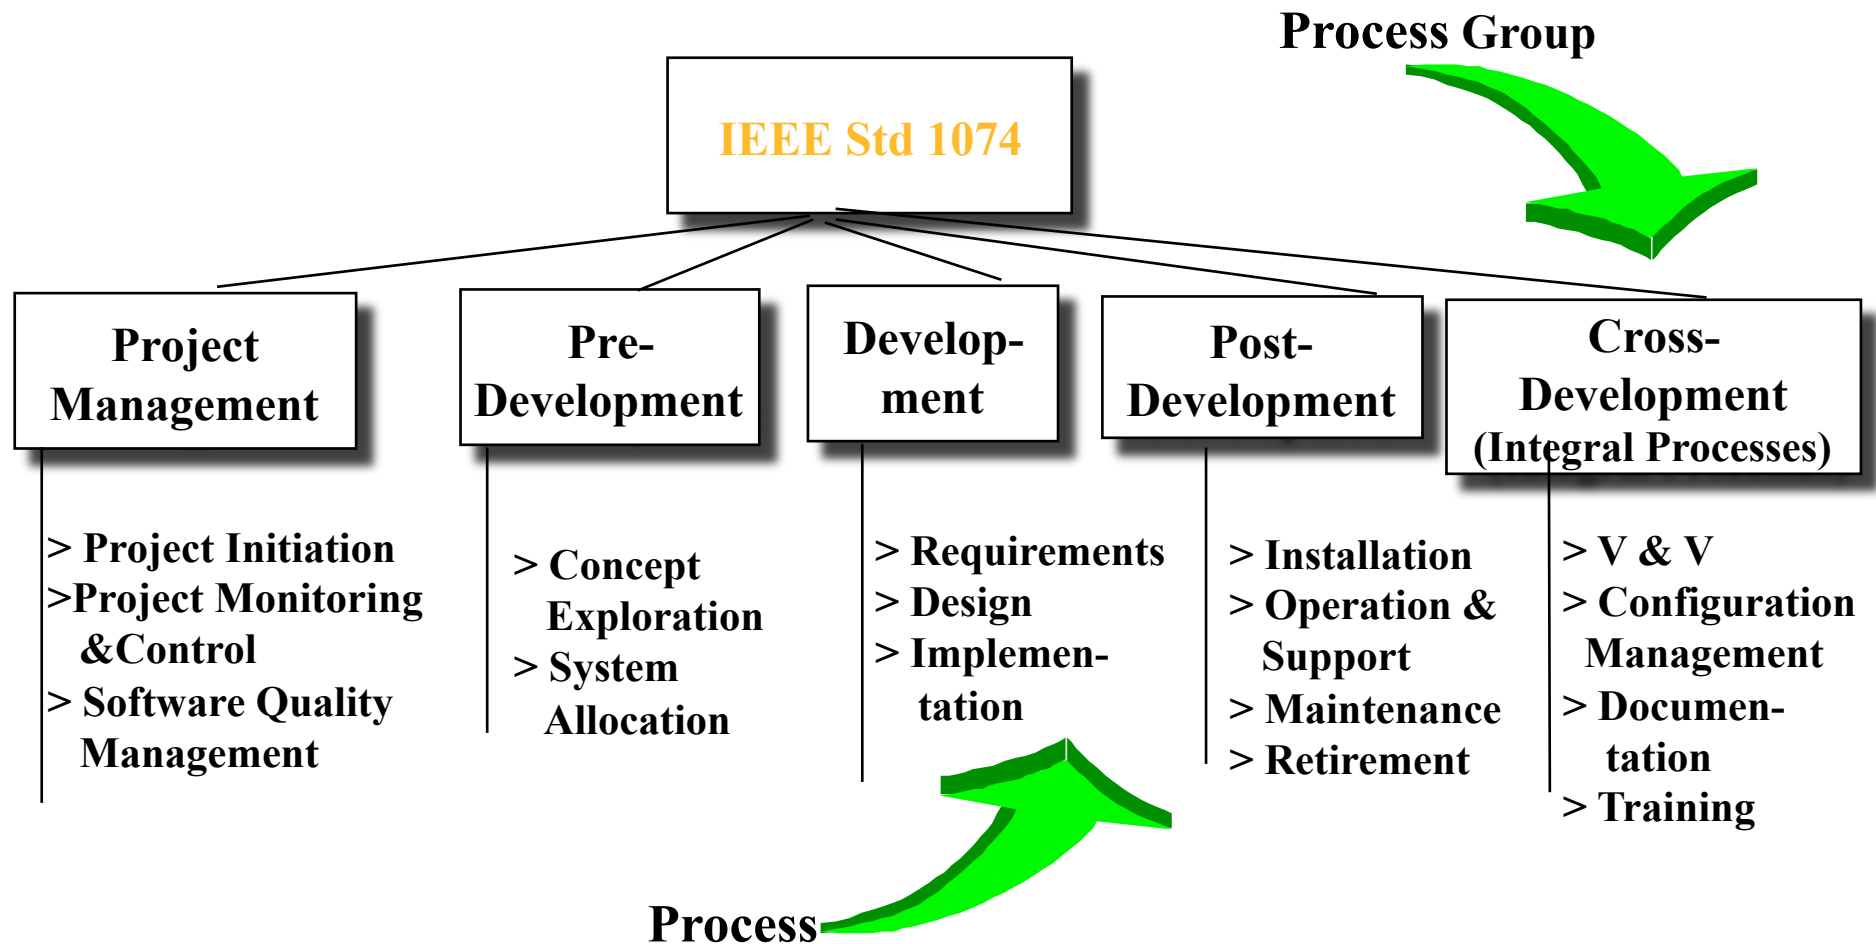 Process Group
IEEE Std 1074
Project
Management
Pre-
Development
Develop-
ment
Post-
Development
Cross-
Development
(Integral Processes)
> Project Initiation
>Project Monitoring
&Control
> Software Quality
Management
> Concept
Exploration
> System
Allocation
> Requirements
> Design
> Implemen-
tation
> Installation
> Operation &
Support
> Maintenance
> Retirement
> V & V
> Configuration
Management
> Documen-
tation
> Training
Process